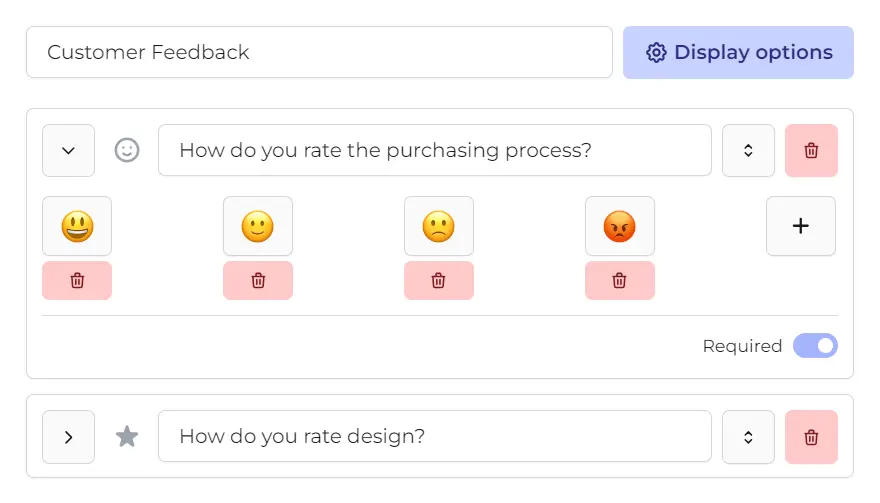 Customer Feedback
Display options
How do you rate the purchasing process?
Required
How do you rate design?